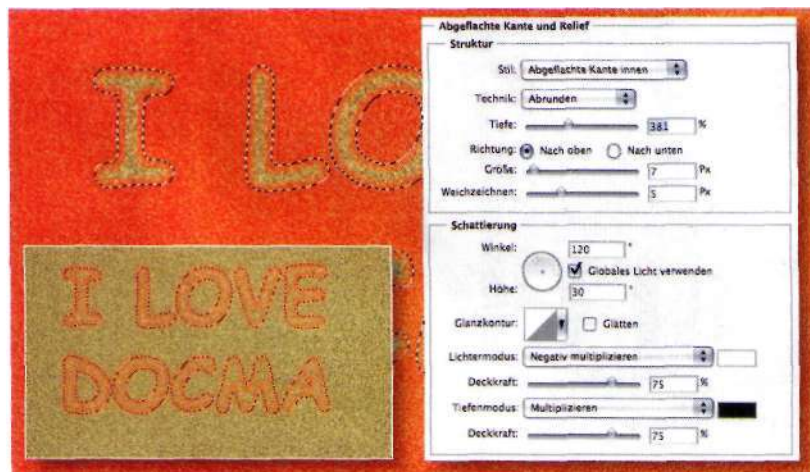 I LO
I LOVE
DOCMA
Abgeflachte Kante und Relief
Struktur
Stil: Abgeflachte Kante innen
Technik: Abrunden
Tiefe: 381 %
Richtung: Nach oben Nach unten
Größe: 7 Px
Weichzeichnen: 5 Px
Schattierung
Winkel: 120 °
Globales Licht verwenden
Höhe: 30 °
Glanzkontur: Glätten
Lichtermodus: Negativ multiplizieren
Deckkraft: 75 %
Tiefenmodus: Multiplizieren
Deckkraft: 75 %